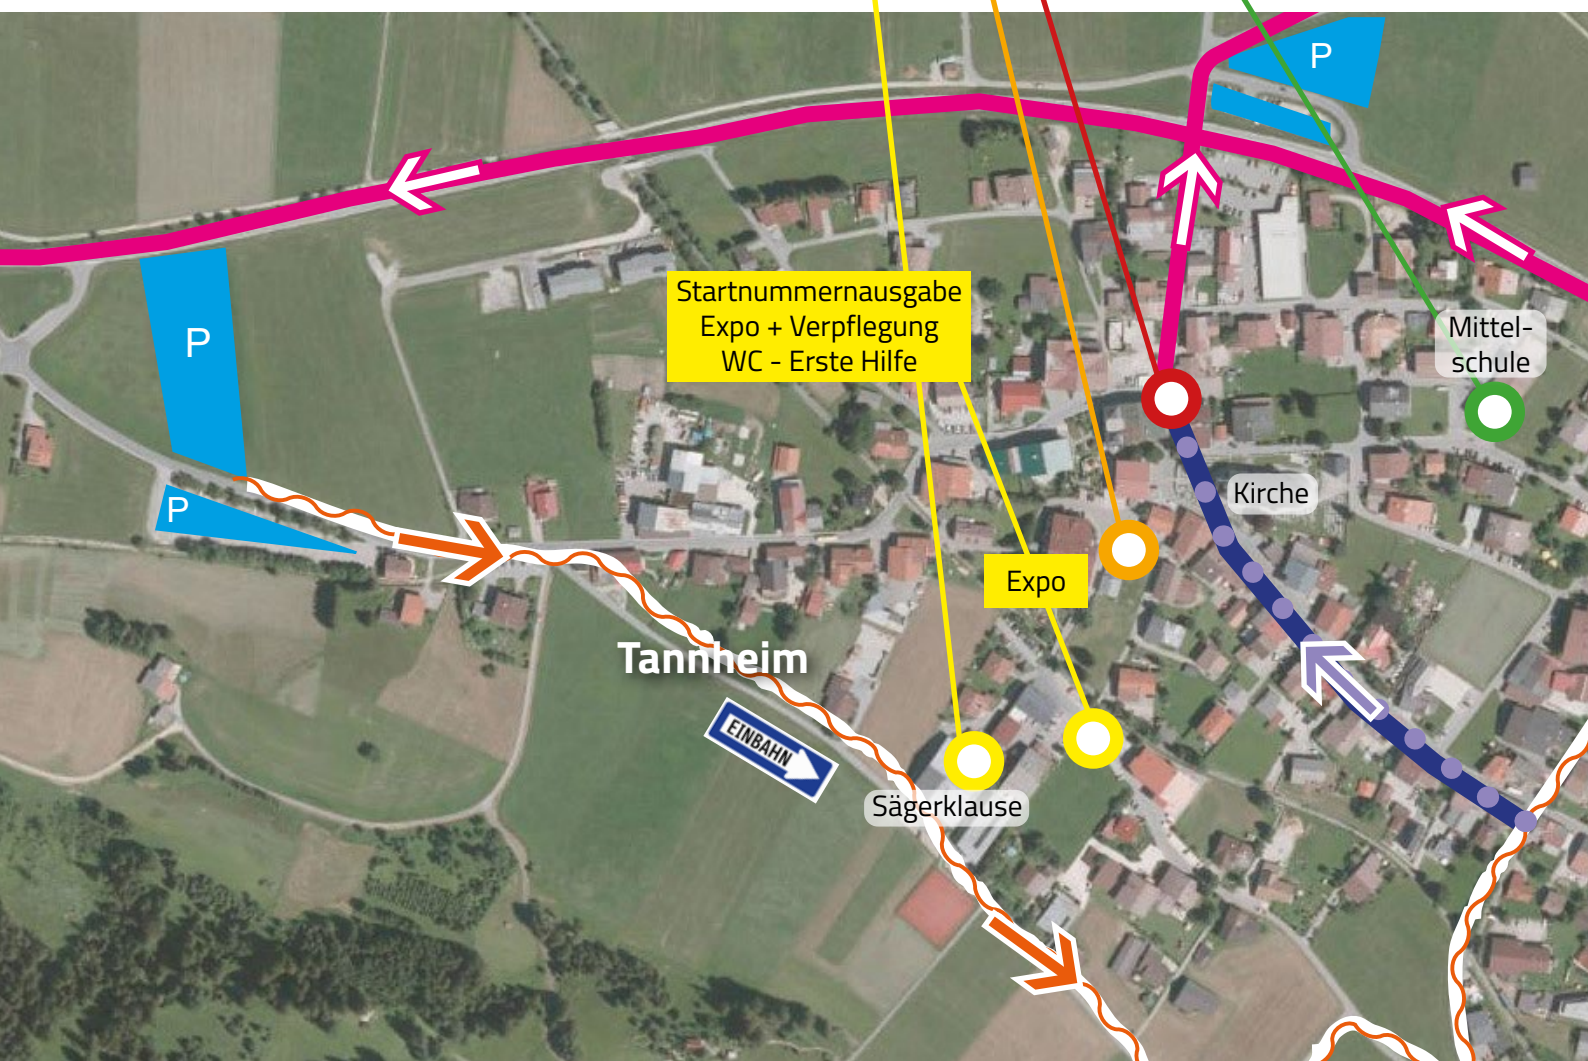 P
Startnummernausgabe
Expo + Verpflegung
WC - Erste Hilfe
P
Mittel-
schule
Kirche
P
Expo
Tannheim
EINBAHN
Sägerklause